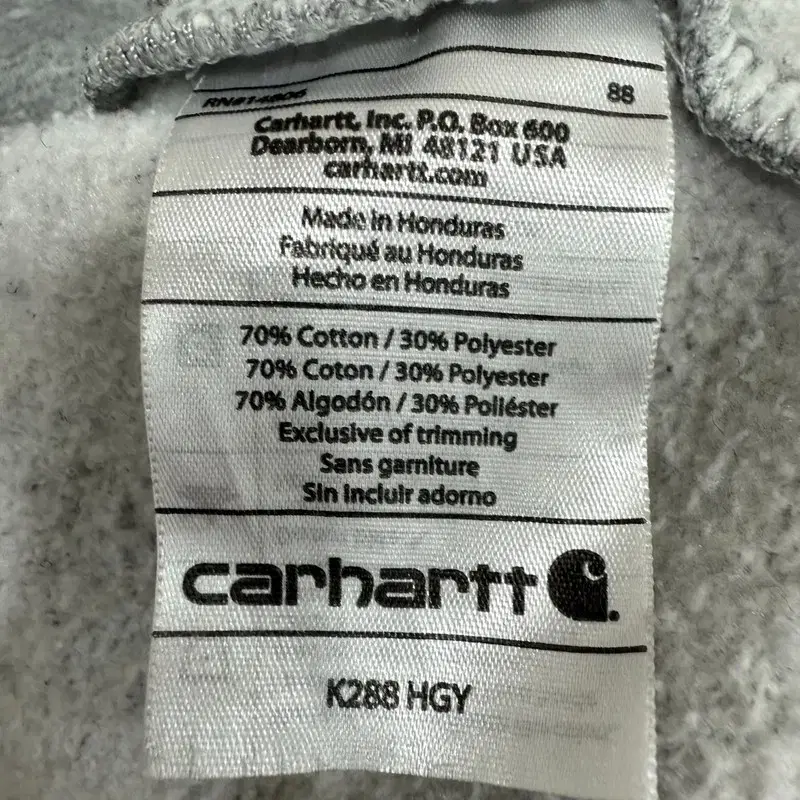 RN#14806 88
Carhartt, Inc. P.O. Box 600
Dearborn, MI 48121 USA
carhartt.com
Made in Honduras
Fabriqué au Honduras
Hecho en Honduras
70% Cotton / 30% Polyester
70% Coton / 30% Polyester
70% Algodón / 30% Poliéster
Exclusive of trimming
Sans garniture
Sin incluir adorno
carhartt
K288 HGY